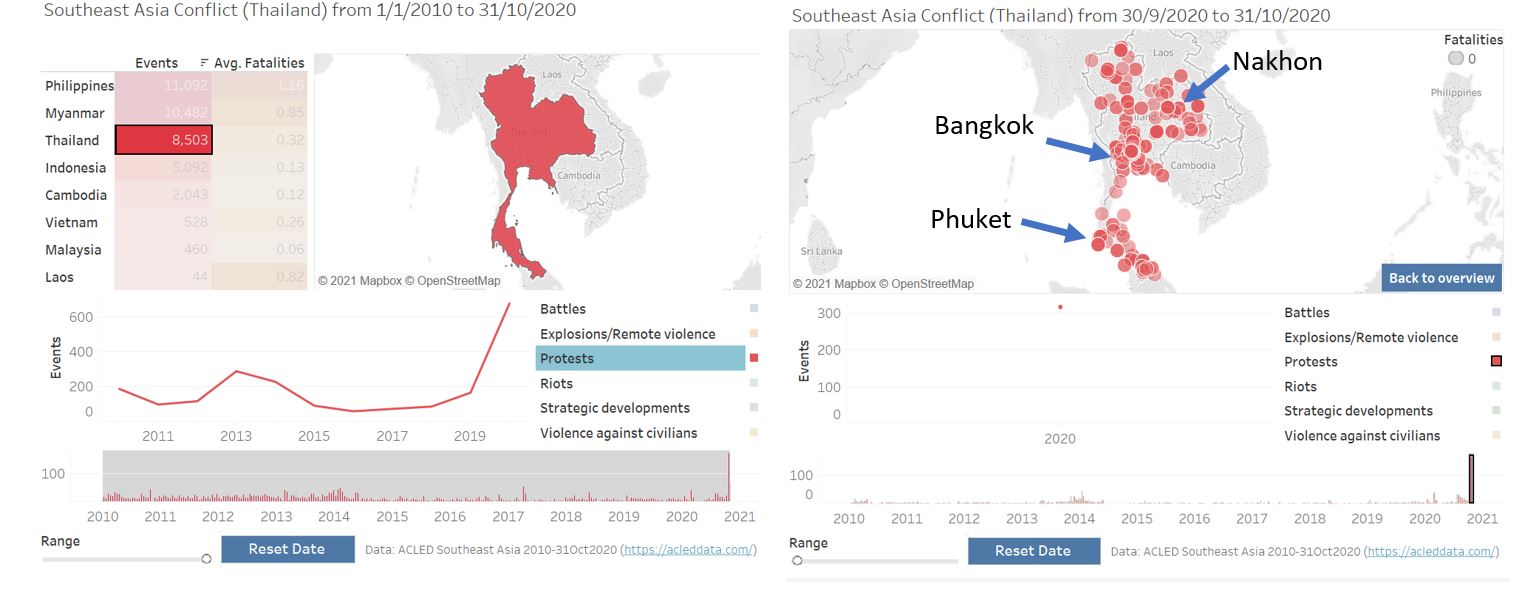 Southeast Asia Conflict (Thailand) from 1/1/2010 to 31/10/2020
Events Avg. Fatalities
Philippines 11,092 1.16
Myanmar 10,482 0.85
Thailand 8,503 0.32
Indonesia 5,092 0.13
Cambodia 2,043 0.12
Vietnam 528 0.26
Malaysia 460 0.06
Laos 44 0.82
Laos
Thailand
Cambodia
© 2021 Mapbox © OpenStreetMap
Events
600
400
200
0
2011 2013 2015 2017 2019
Battles
Explosions/Remote violence
Protests
Riots
Strategic developments
Violence against civilians
100
2010 2011 2012 2013 2014 2015 2016 2017 2018 2019 2020 2021
Range
Reset Date
Data: ACLED Southeast Asia 2010-31Oct2020 (https://acleddata.com/)
Southeast Asia Conflict (Thailand) from 30/9/2020 to 31/10/2020
Fatalities
0
Laos
Nakhon
Philippines
Bangkok
Cambodia
Phuket
Sri Lanka
© 2021 Mapbox © OpenStreetMap
Back to overview
Events
300
200
100
0
2020
Battles
Explosions/Remote violence
Protests
Riots
Strategic developments
Violence against civilians
100
0
2010 2011 2012 2013 2014 2015 2016 2017 2018 2019 2020 2021
Range
Reset Date
Data: ACLED Southeast Asia 2010-31Oct2020 (https://acleddata.com/)